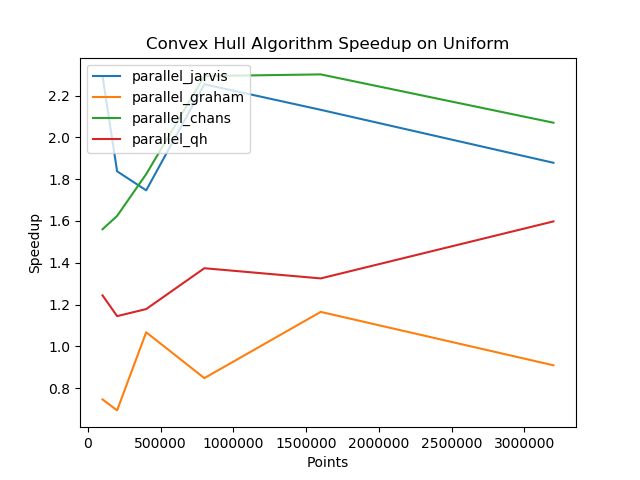 Convex Hull Algorithm Speedup on Uniform
parallel_jarvis
parallel_graham
parallel_chans
parallel_qh
2.2
2.0
1.8
1.6
1.4
1.2
1.0
0.8
Speedup
0
500000
1000000
1500000
2000000
2500000
3000000
Points